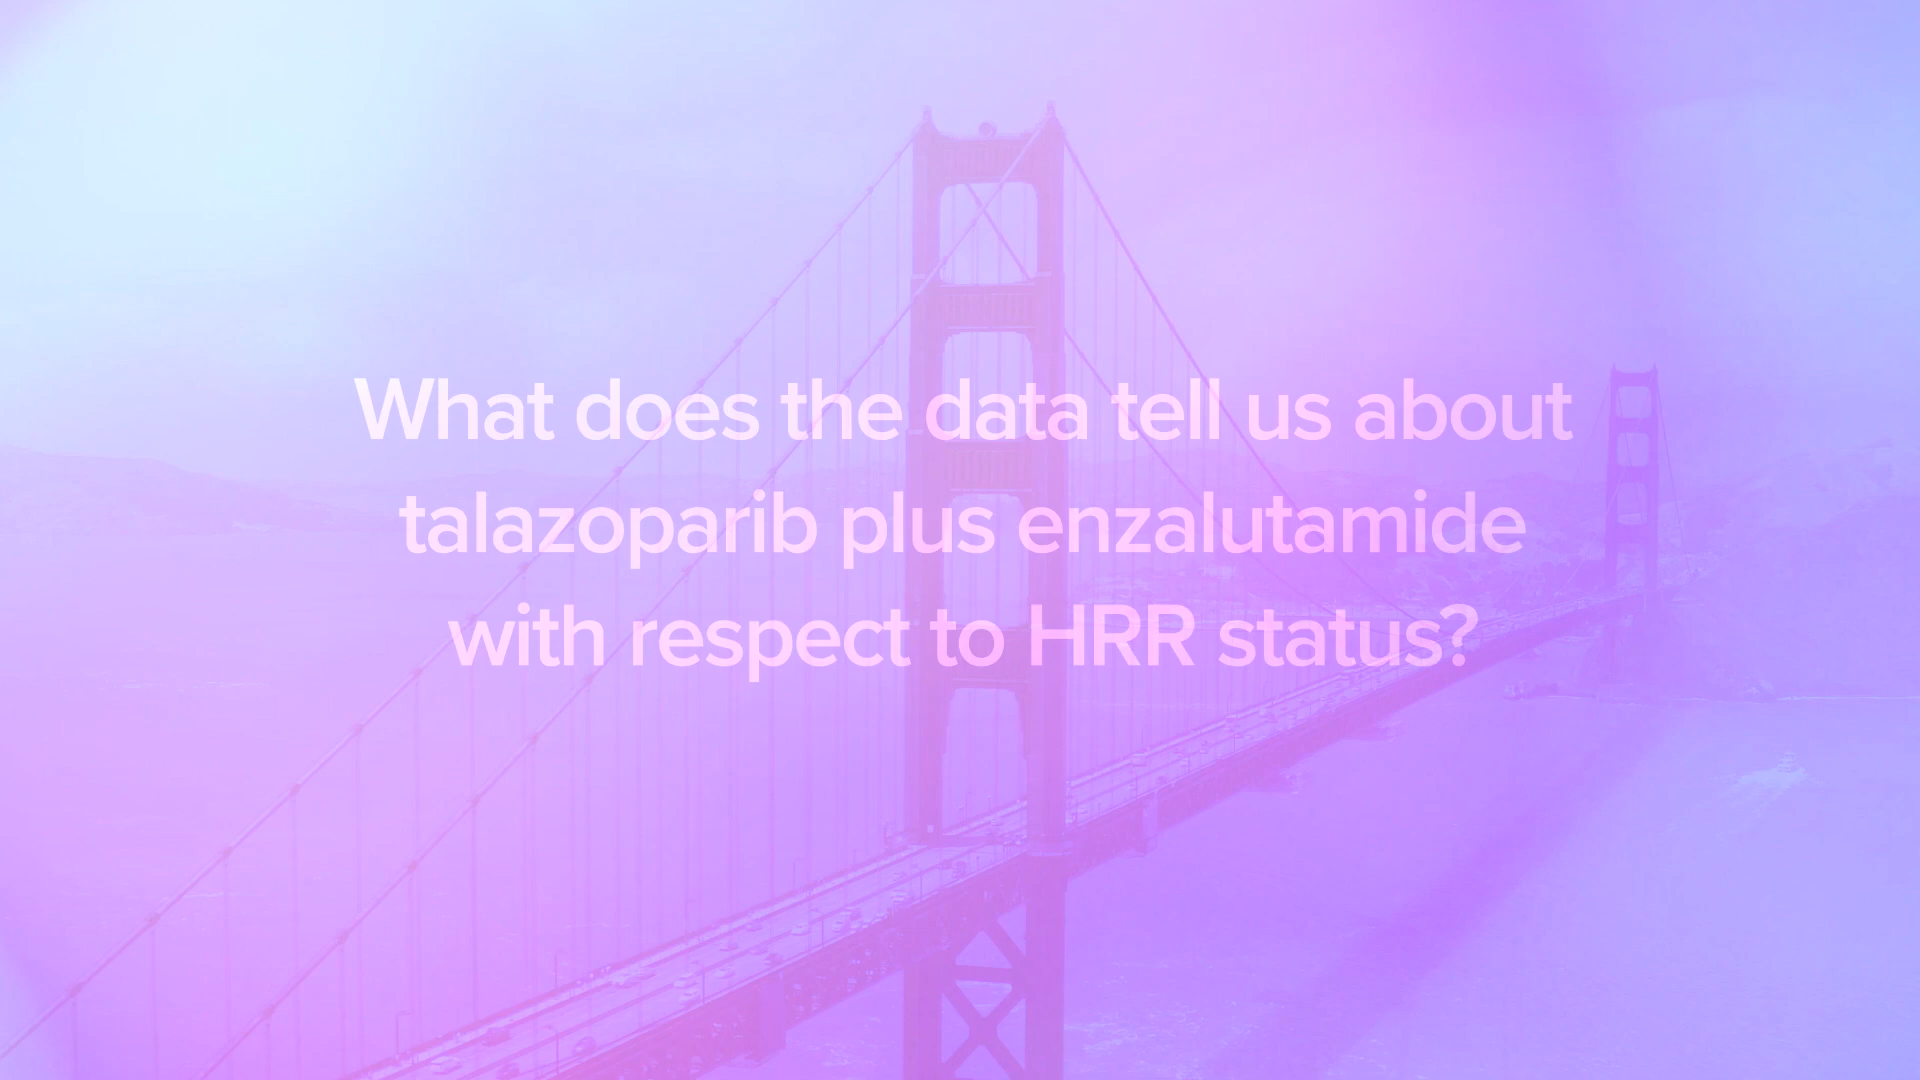 What does the data tell us about
talazoparib plus enzalutamide
with respect to HRR status?